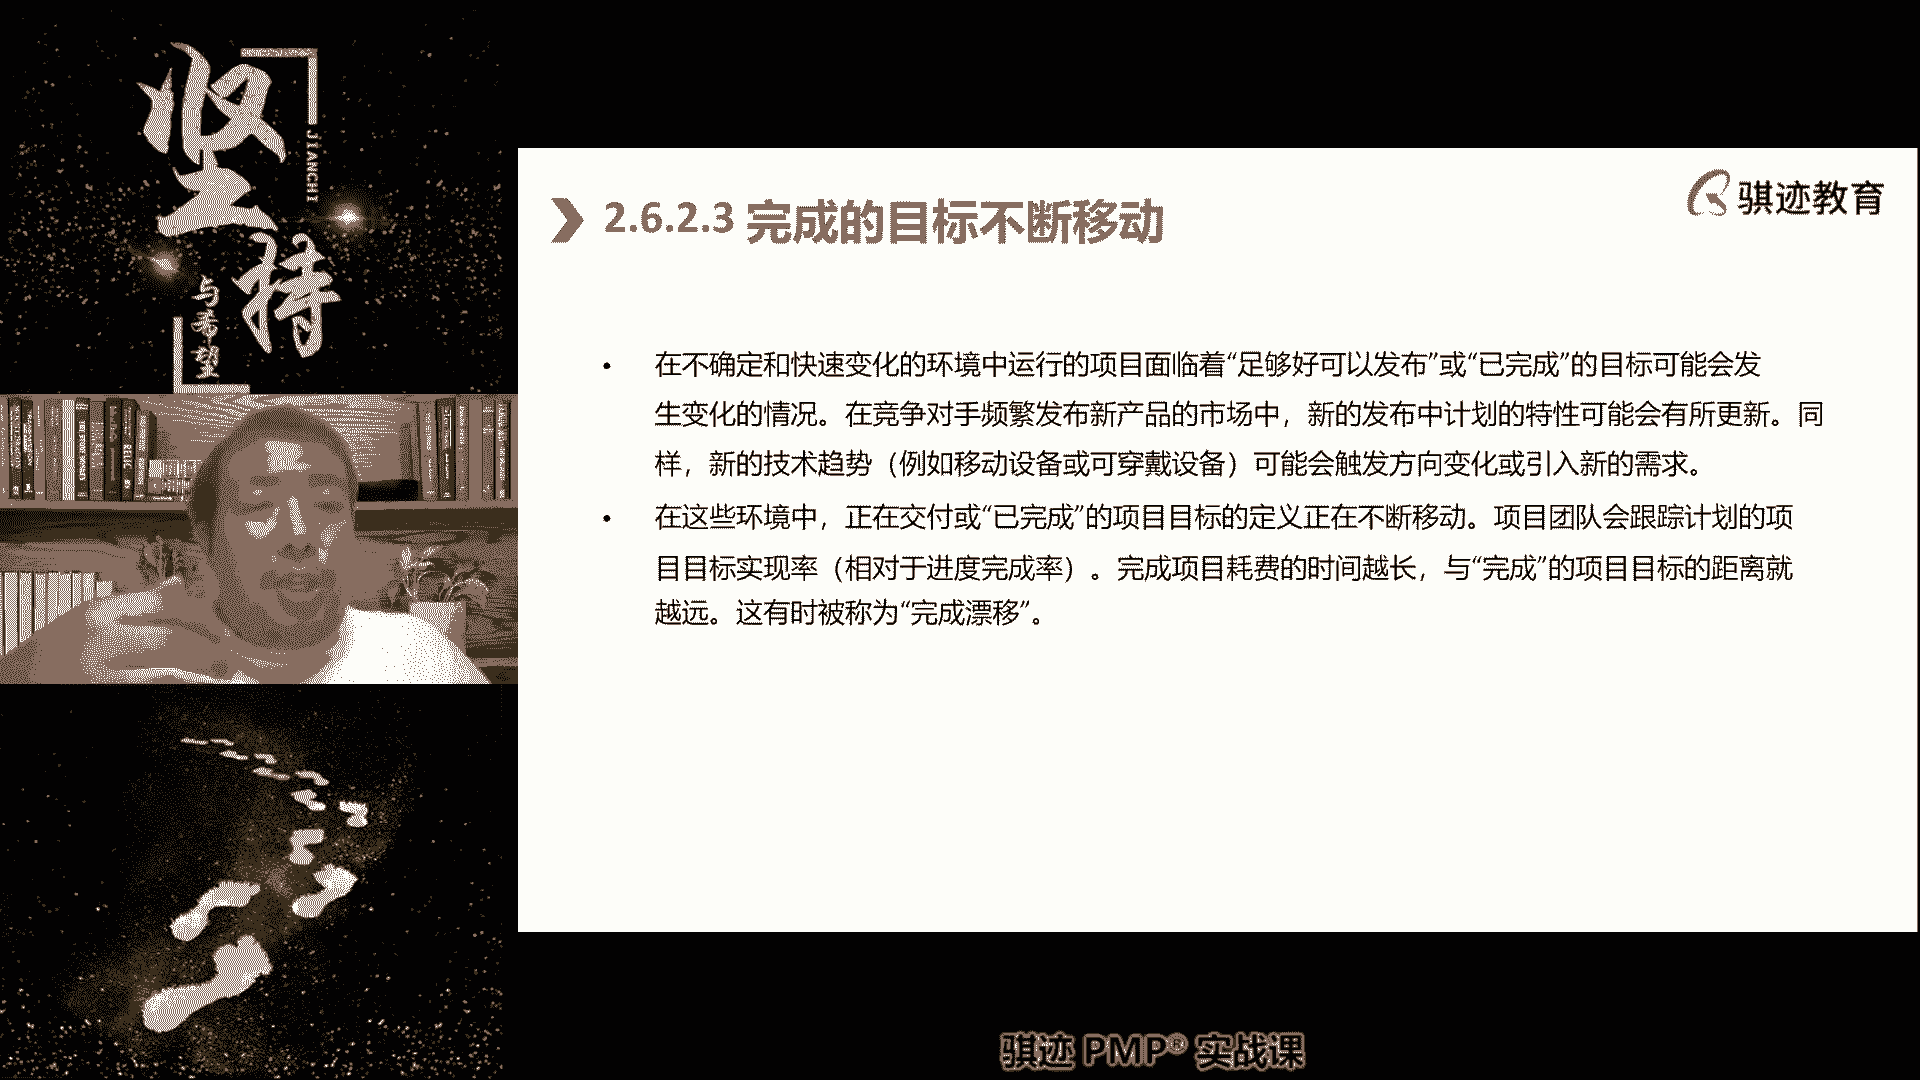 坚持
JIANCHI
与希望
骐迹教育
2.6.2.3 完成的目标不断移动
• 在不确定和快速变化的环境中运行的项目面临着“足够好可以发布”或“已完成”的目标可能会发
生变化的情况。在竞争对手频繁发布新产品的市场中，新的发布中计划的特性可能会有所更新。同
样，新的技术趋势（例如移动设备或可穿戴设备）可能会触发方向变化或引入新的需求。
• 在这些环境中，正在交付或“已完成”的项目目标的定义正在不断移动。项目团队会跟踪计划的项
目目标实现率（相对于进度完成率）。完成项目耗费的时间越长，与“完成”的项目目标的距离就
越远。这有时被称为“完成漂移”。
骐迹 PMP® 实战课